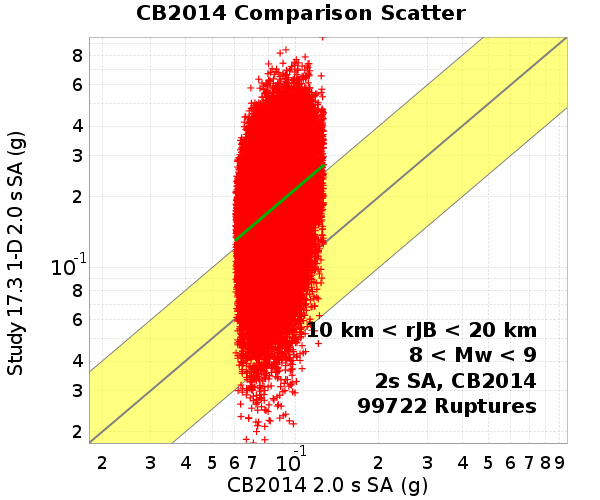 CB2014 Comparison Scatter
Study 17.3 1-D 2.0 s SA (g)
8
6
4
3
2
10-1
8
6
4
3
2
10 km < rJB < 20 km
8 < Mw < 9
2s SA, CB2014
99722 Ruptures
2 3 4 5 6 7 10-1 2 3 4 5 6 7 8 9
CB2014 2.0 s SA (g)